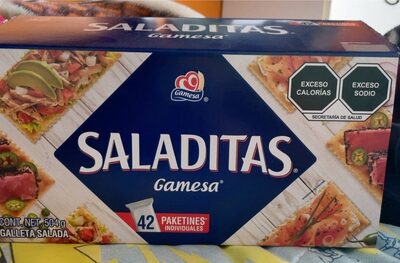 SALADITAS®
Gamesa®
Gamesa®
EXCESO
CALORÍAS
EXCESO
SODIO
SECRETARÍA DE SALUD
SALADITAS®
Gamesa®
42
PAKETINES®
INDIVIDUALES
CONT. NET. 504 g
GALLETA SALADA